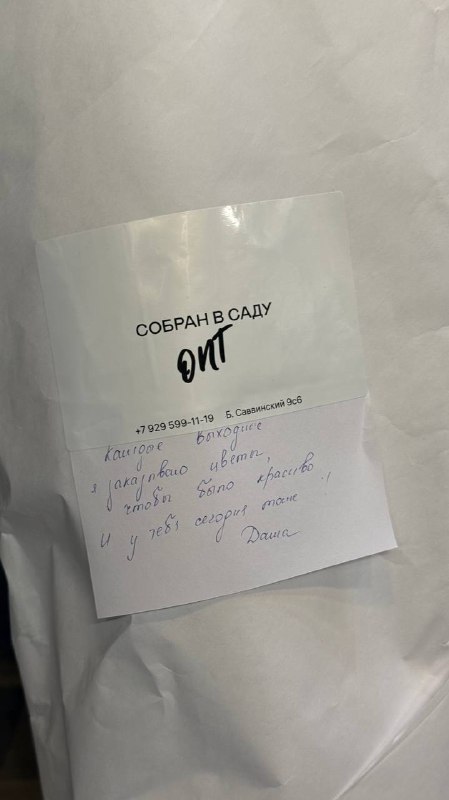 СОБРАН В САДУ
ОПТ
+7 929 599-11-19 Б. Саввинский 9с6
Каждые выходные
я заказываю цветы,
чтобы было красиво
И у тебя сегодня тоже !
Даша